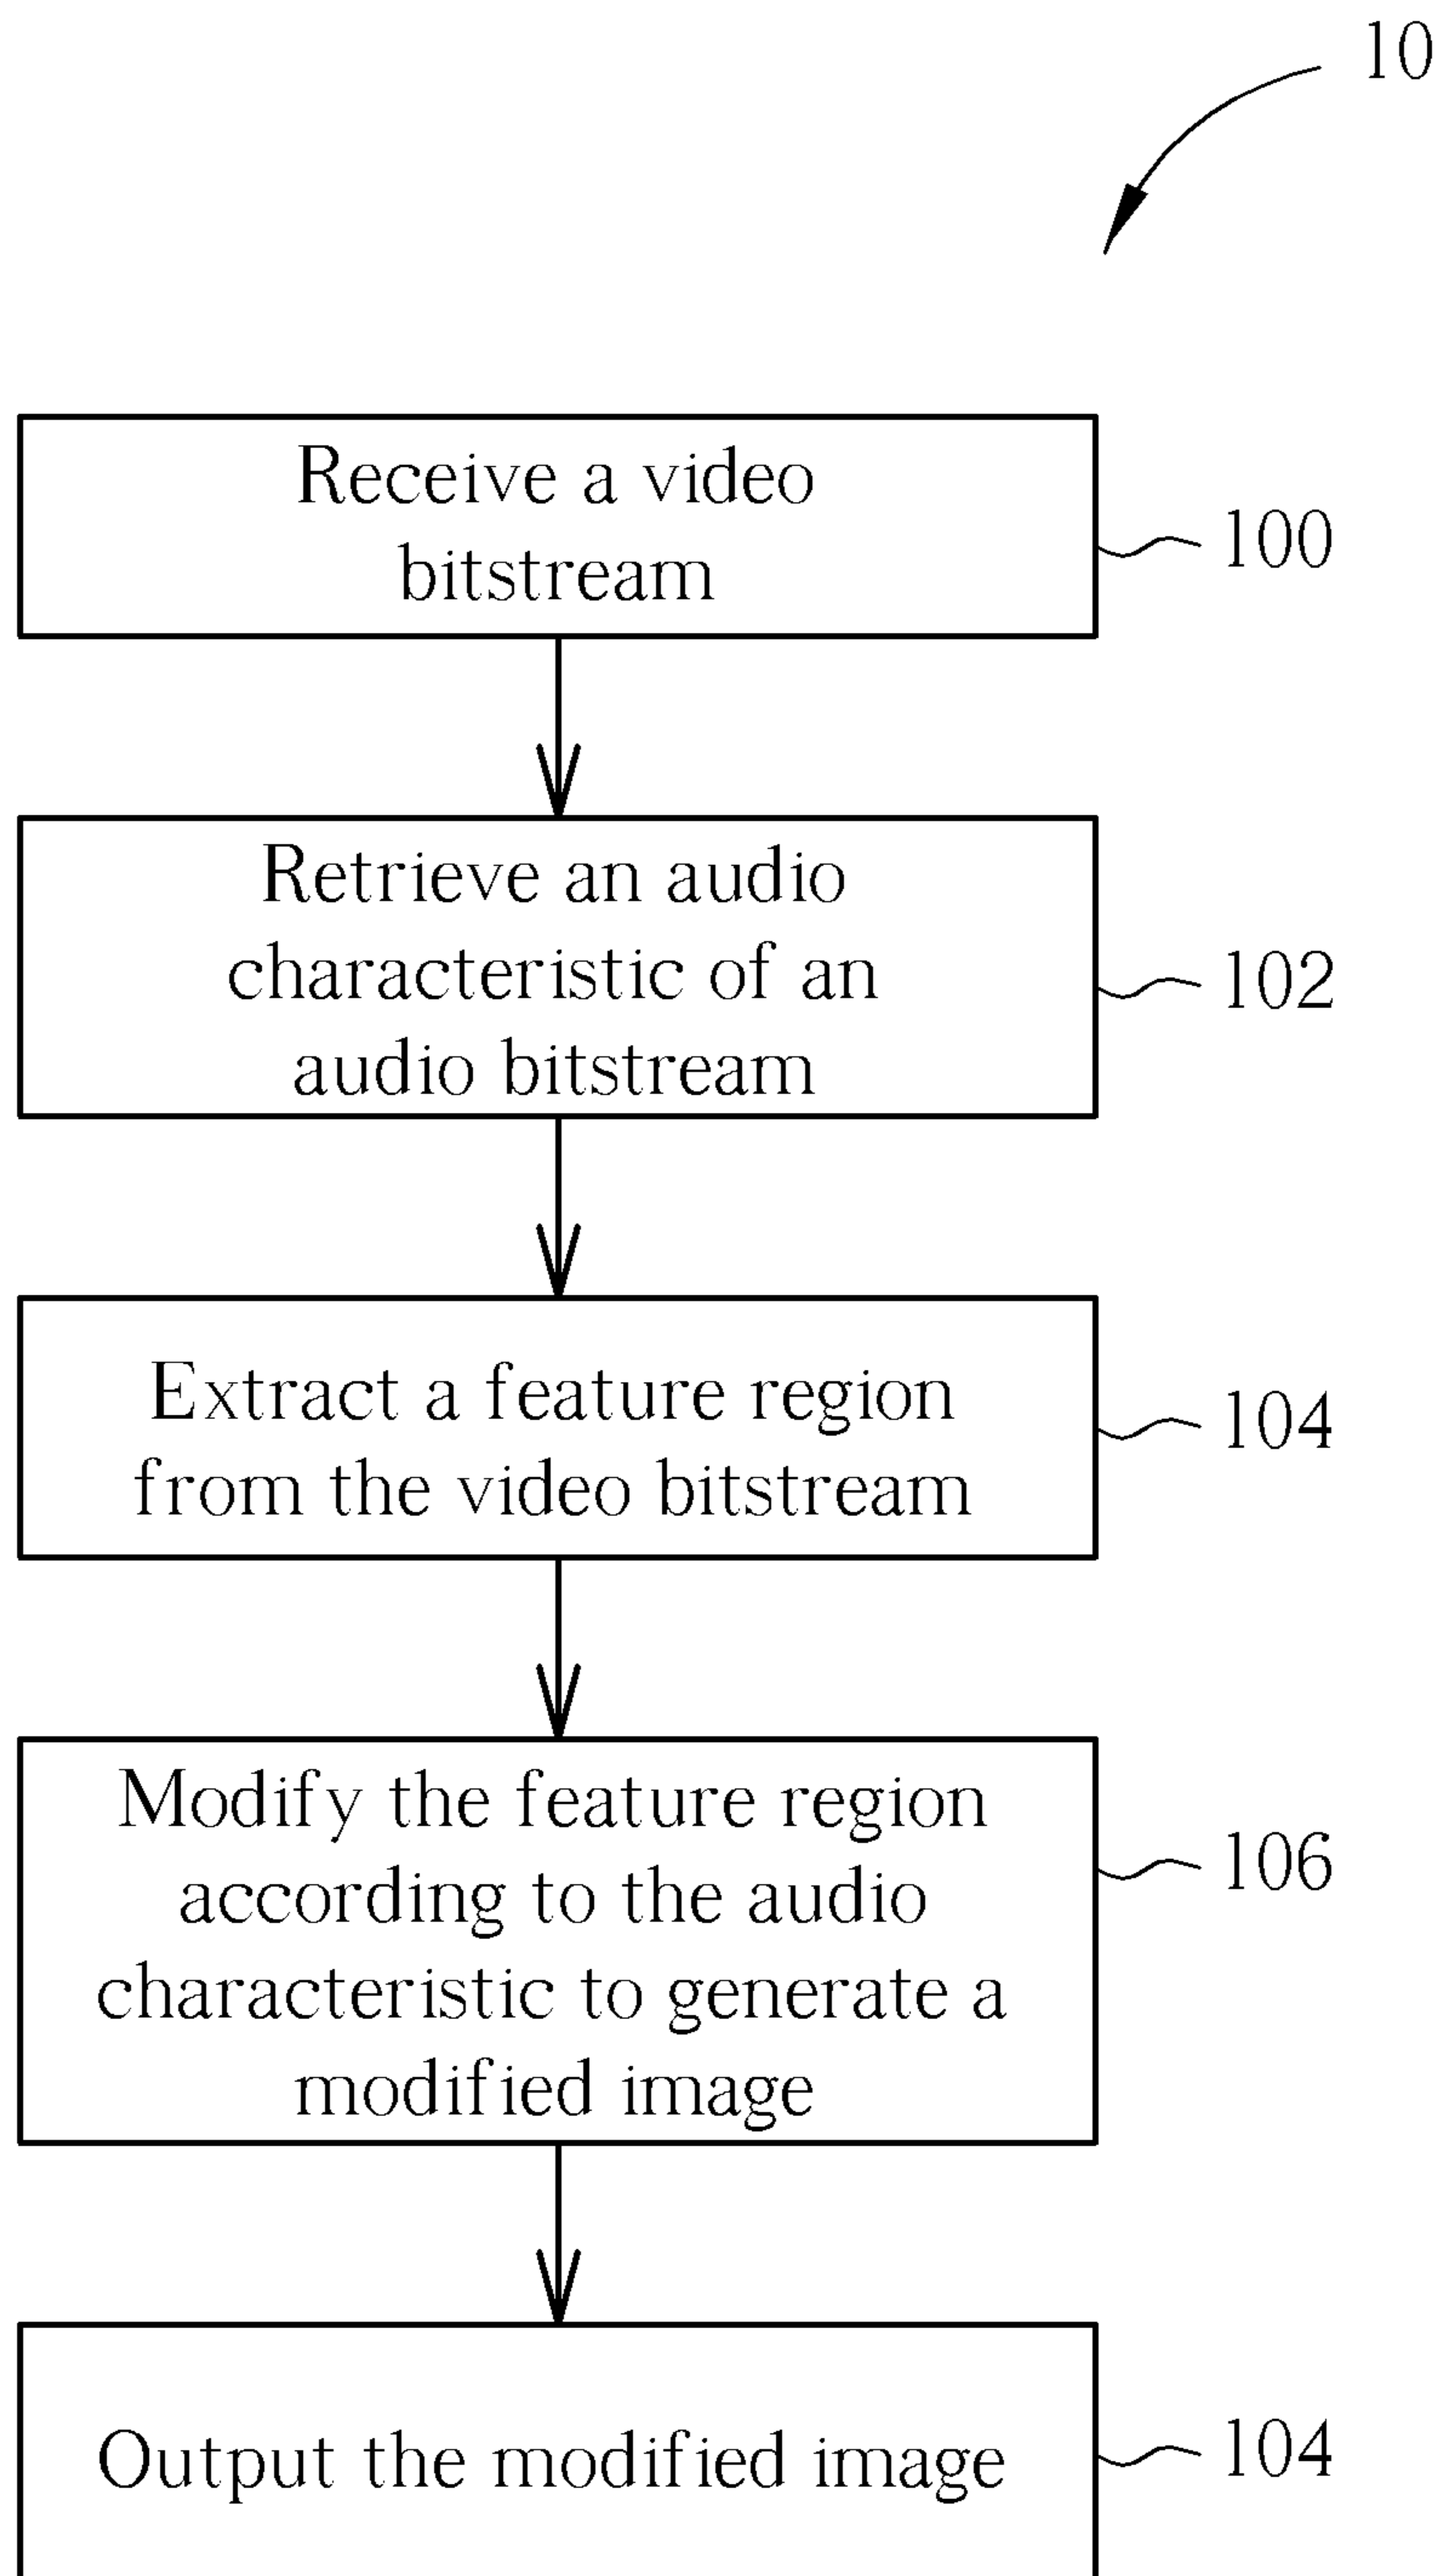 10
Receive a video
bitstream
100
Retrieve an audio
characteristic of an
audio bitstream
102
Extract a feature region
from the video bitstream
104
Modify the feature region
according to the audio
characteristic to generate a
modified image
106
Output the modified image
104